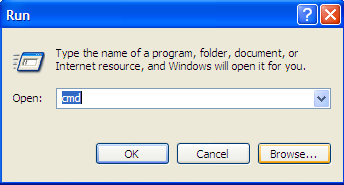 Run
Type the name of a program, folder, document, or
Internet resource, and Windows will open it for you.
Open: cmd
OK Cancel Browse...